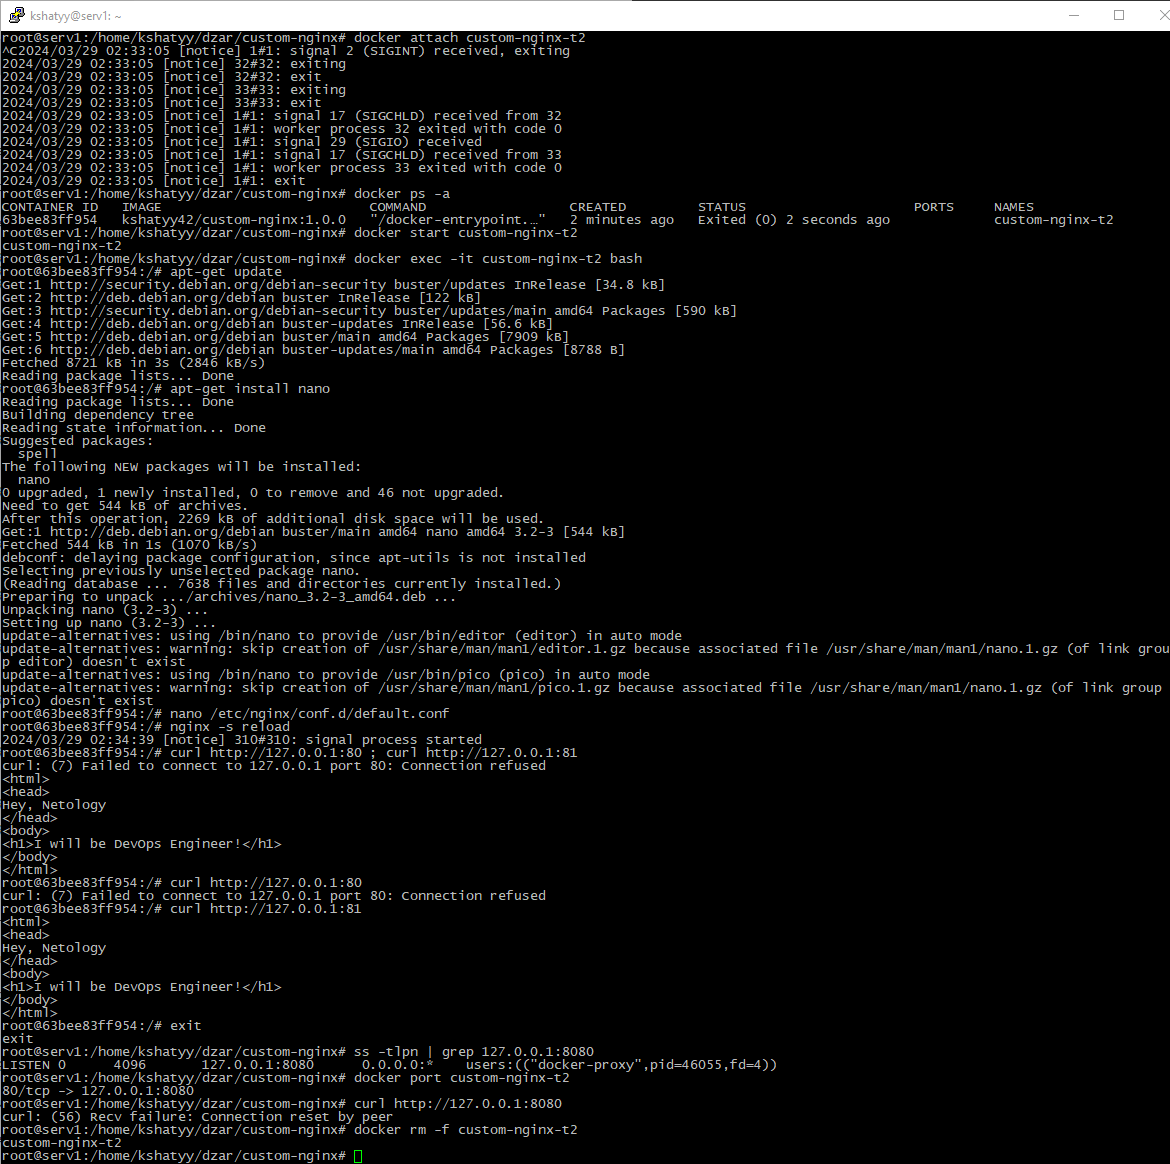 kshatyy@serv1: ~
root@serv1:/home/kshatyy/dzar/custom-nginx# docker attach custom-nginx-t2
^C2024/03/29 02:33:05 [notice] 1#1: signal 2 (SIGINT) received, exiting
2024/03/29 02:33:05 [notice] 32#32: exiting
2024/03/29 02:33:05 [notice] 32#32: exit
2024/03/29 02:33:05 [notice] 33#33: exiting
2024/03/29 02:33:05 [notice] 33#33: exit
2024/03/29 02:33:05 [notice] 1#1: signal 17 (SIGCHLD) received from 32
2024/03/29 02:33:05 [notice] 1#1: worker process 32 exited with code 0
2024/03/29 02:33:05 [notice] 1#1: signal 29 (SIGIO) received
2024/03/29 02:33:05 [notice] 1#1: signal 17 (SIGCHLD) received from 33
2024/03/29 02:33:05 [notice] 1#1: worker process 33 exited with code 0
2024/03/29 02:33:05 [notice] 1#1: exit
root@serv1:/home/kshatyy/dzar/custom-nginx# docker ps -a
CONTAINER ID   IMAGE                          COMMAND                  CREATED         STATUS                     PORTS     NAMES
63bee83ff954   kshatyy42/custom-nginx:1.0.0   "/docker-entrypoint.…"   2 minutes ago   Exited (0) 2 seconds ago             custom-nginx-t2
root@serv1:/home/kshatyy/dzar/custom-nginx# docker start custom-nginx-t2
custom-nginx-t2
root@serv1:/home/kshatyy/dzar/custom-nginx# docker exec -it custom-nginx-t2 bash
root@63bee83ff954:/# apt-get update
Get:1 http://security.debian.org/debian-security buster/updates InRelease [34.8 kB]
Get:2 http://deb.debian.org/debian buster InRelease [122 kB]
Get:3 http://security.debian.org/debian-security buster/updates/main amd64 Packages [590 kB]
Get:4 http://deb.debian.org/debian buster-updates InRelease [56.6 kB]
Get:5 http://deb.debian.org/debian buster/main amd64 Packages [7909 kB]
Get:6 http://deb.debian.org/debian buster-updates/main amd64 Packages [8788 B]
Fetched 8721 kB in 3s (2846 kB/s)
Reading package lists... Done
root@63bee83ff954:/# apt-get install nano
Reading package lists... Done
Building dependency tree
Reading state information... Done
Suggested packages:
  spell
The following NEW packages will be installed:
  nano
0 upgraded, 1 newly installed, 0 to remove and 46 not upgraded.
Need to get 544 kB of archives.
After this operation, 2269 kB of additional disk space will be used.
Get:1 http://deb.debian.org/debian buster/main amd64 nano amd64 3.2-3 [544 kB]
Fetched 544 kB in 1s (1070 kB/s)
debconf: delaying package configuration, since apt-utils is not installed
Selecting previously unselected package nano.
(Reading database ... 7638 files and directories currently installed.)
Preparing to unpack .../archives/nano_3.2-3_amd64.deb ...
Unpacking nano (3.2-3) ...
Setting up nano (3.2-3) ...
update-alternatives: using /bin/nano to provide /usr/bin/editor (editor) in auto mode
update-alternatives: warning: skip creation of /usr/share/man/man1/editor.1.gz because associated file /usr/share/man/man1/nano.1.gz (of link grou
p editor) doesn't exist
update-alternatives: using /bin/nano to provide /usr/bin/pico (pico) in auto mode
update-alternatives: warning: skip creation of /usr/share/man/man1/pico.1.gz because associated file /usr/share/man/man1/nano.1.gz (of link group
pico) doesn't exist
root@63bee83ff954:/# nano /etc/nginx/conf.d/default.conf
root@63bee83ff954:/# nginx -s reload
2024/03/29 02:34:39 [notice] 310#310: signal process started
root@63bee83ff954:/# curl http://127.0.0.1:80 ; curl http://127.0.0.1:81
curl: (7) Failed to connect to 127.0.0.1 port 80: Connection refused
<html>
<head>
Hey, Netology
</head>
<body>
<h1>I will be DevOps Engineer!</h1>
</body>
</html>
root@63bee83ff954:/# curl http://127.0.0.1:80
curl: (7) Failed to connect to 127.0.0.1 port 80: Connection refused
root@63bee83ff954:/# curl http://127.0.0.1:81
<html>
<head>
Hey, Netology
</head>
<body>
<h1>I will be DevOps Engineer!</h1>
</body>
</html>
root@63bee83ff954:/# exit
exit
root@serv1:/home/kshatyy/dzar/custom-nginx# ss -tlpn | grep 127.0.0.1:8080
LISTEN 0      4096       127.0.0.1:8080      0.0.0.0:*    users:(("docker-proxy",pid=46055,fd=4))
root@serv1:/home/kshatyy/dzar/custom-nginx# docker port custom-nginx-t2
80/tcp -> 127.0.0.1:8080
root@serv1:/home/kshatyy/dzar/custom-nginx# curl http://127.0.0.1:8080
curl: (56) Recv failure: Connection reset by peer
root@serv1:/home/kshatyy/dzar/custom-nginx# docker rm -f custom-nginx-t2
custom-nginx-t2
root@serv1:/home/kshatyy/dzar/custom-nginx#